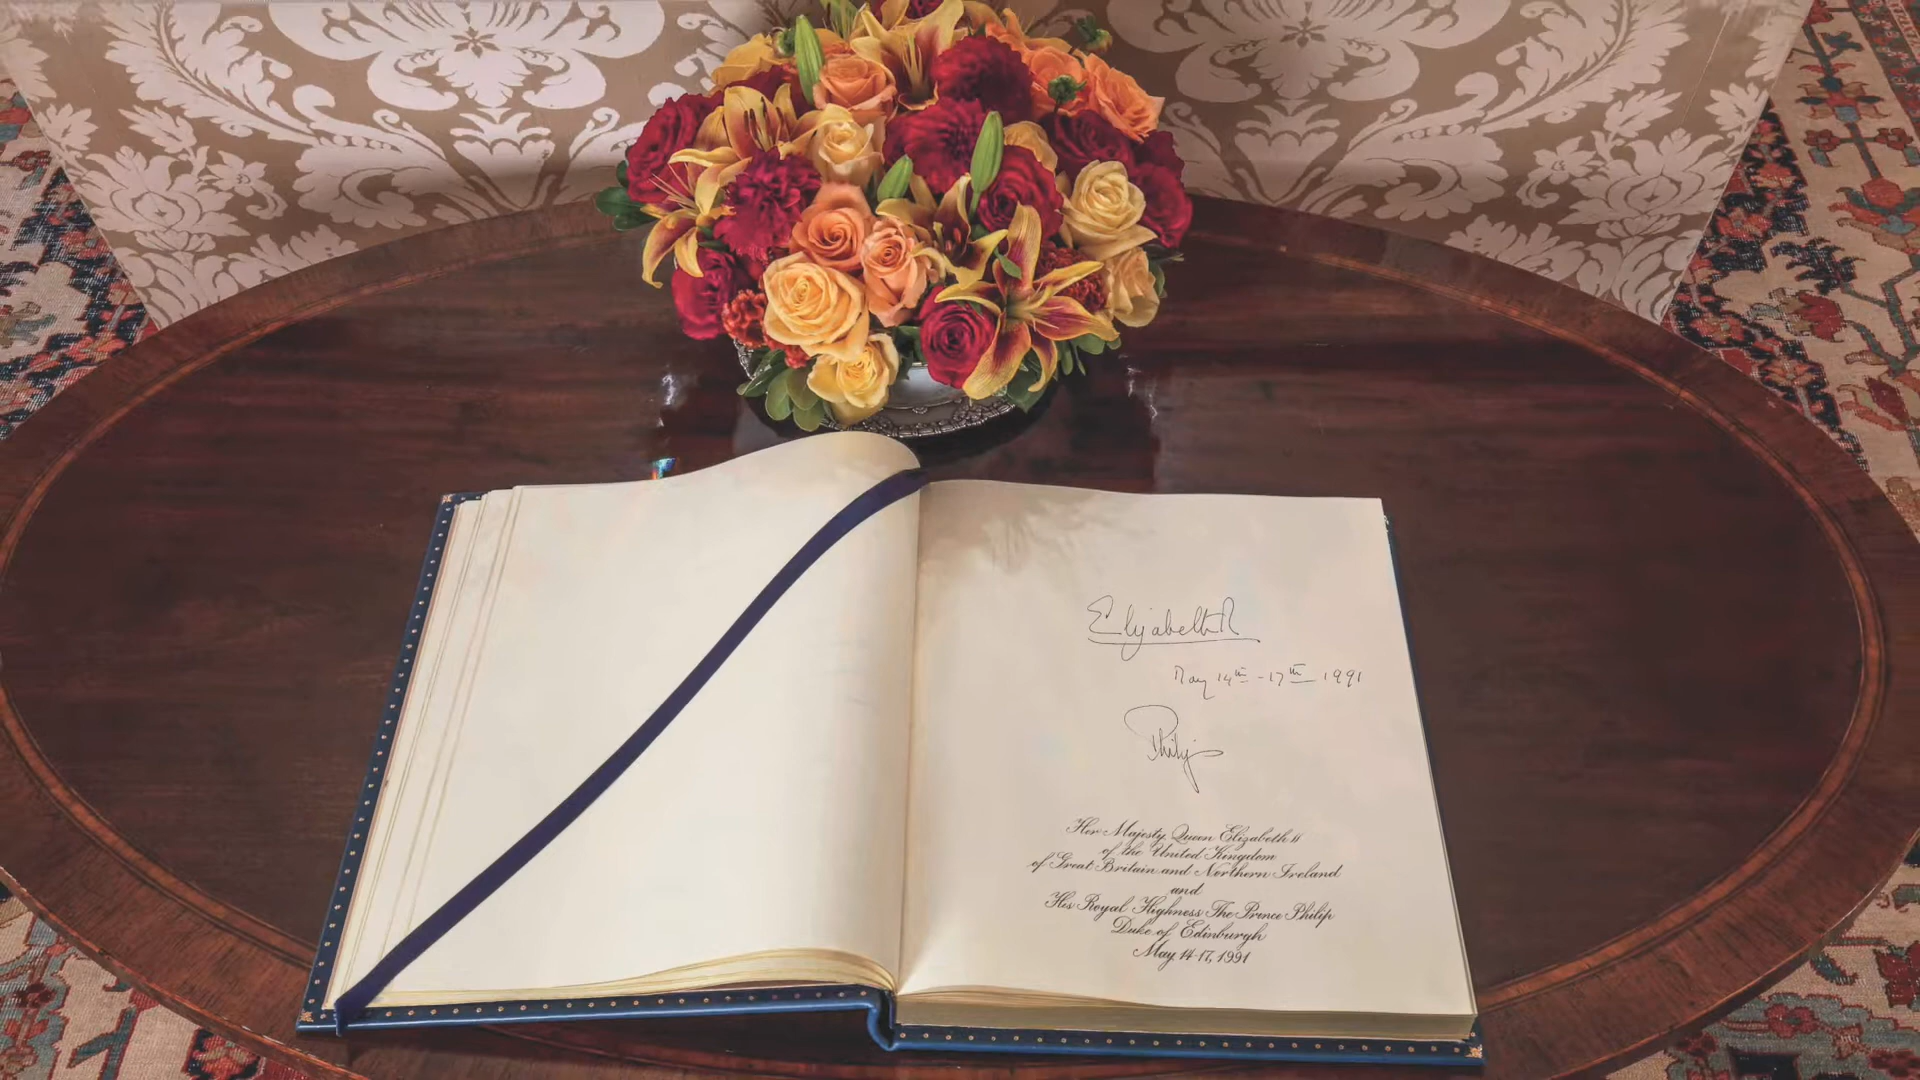 Elizabeth R
May 14th - 17th 1991
Philip
Her Majesty Queen Elizabeth II
of the United Kingdom
of Great Britain and Northern Ireland
and
His Royal Highness The Prince Philip
Duke of Edinburgh
May 14-17, 1991